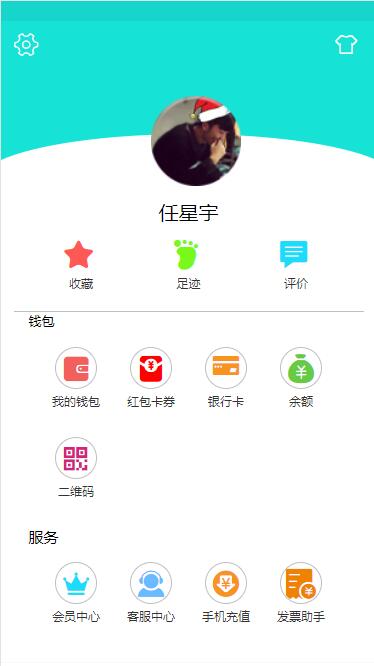 任星宇
收藏 足迹 评价
钱包
我的钱包 红包卡券 银行卡 余额
二维码
服务
会员中心 客服中心 手机充值 发票助手